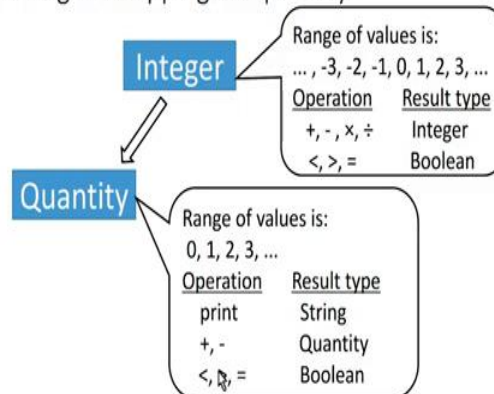 Integer
Range of values is:
... , -3, -2, -1, 0, 1, 2, 3, ...
Operation Result type
+, - , ×, ÷ Integer
<, >, = Boolean
Quantity
Range of values is:
0, 1, 2, 3, ...
Operation Result type
print String
+, - Quantity
<, , = Boolean